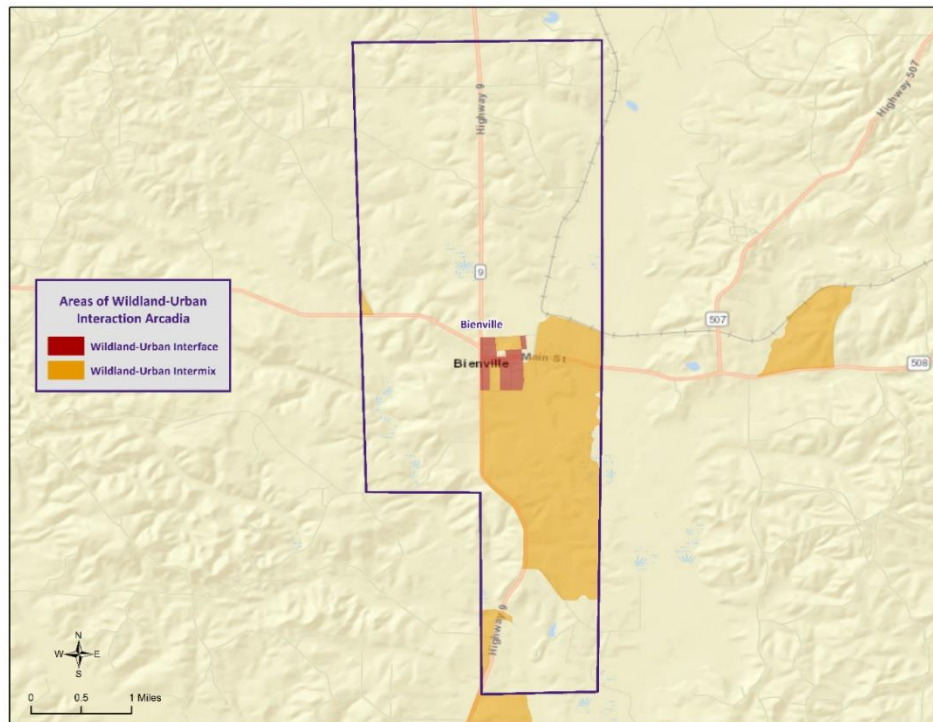 Highway 9
Highway 507
9
Areas of Wildland-Urban
Interaction Arcadia
Wildland-Urban Interface
Wildland-Urban Intermix
Bienville
507
Main St
Bienville
508
Highway 9
N
W E
S
0 0.5 1 Miles